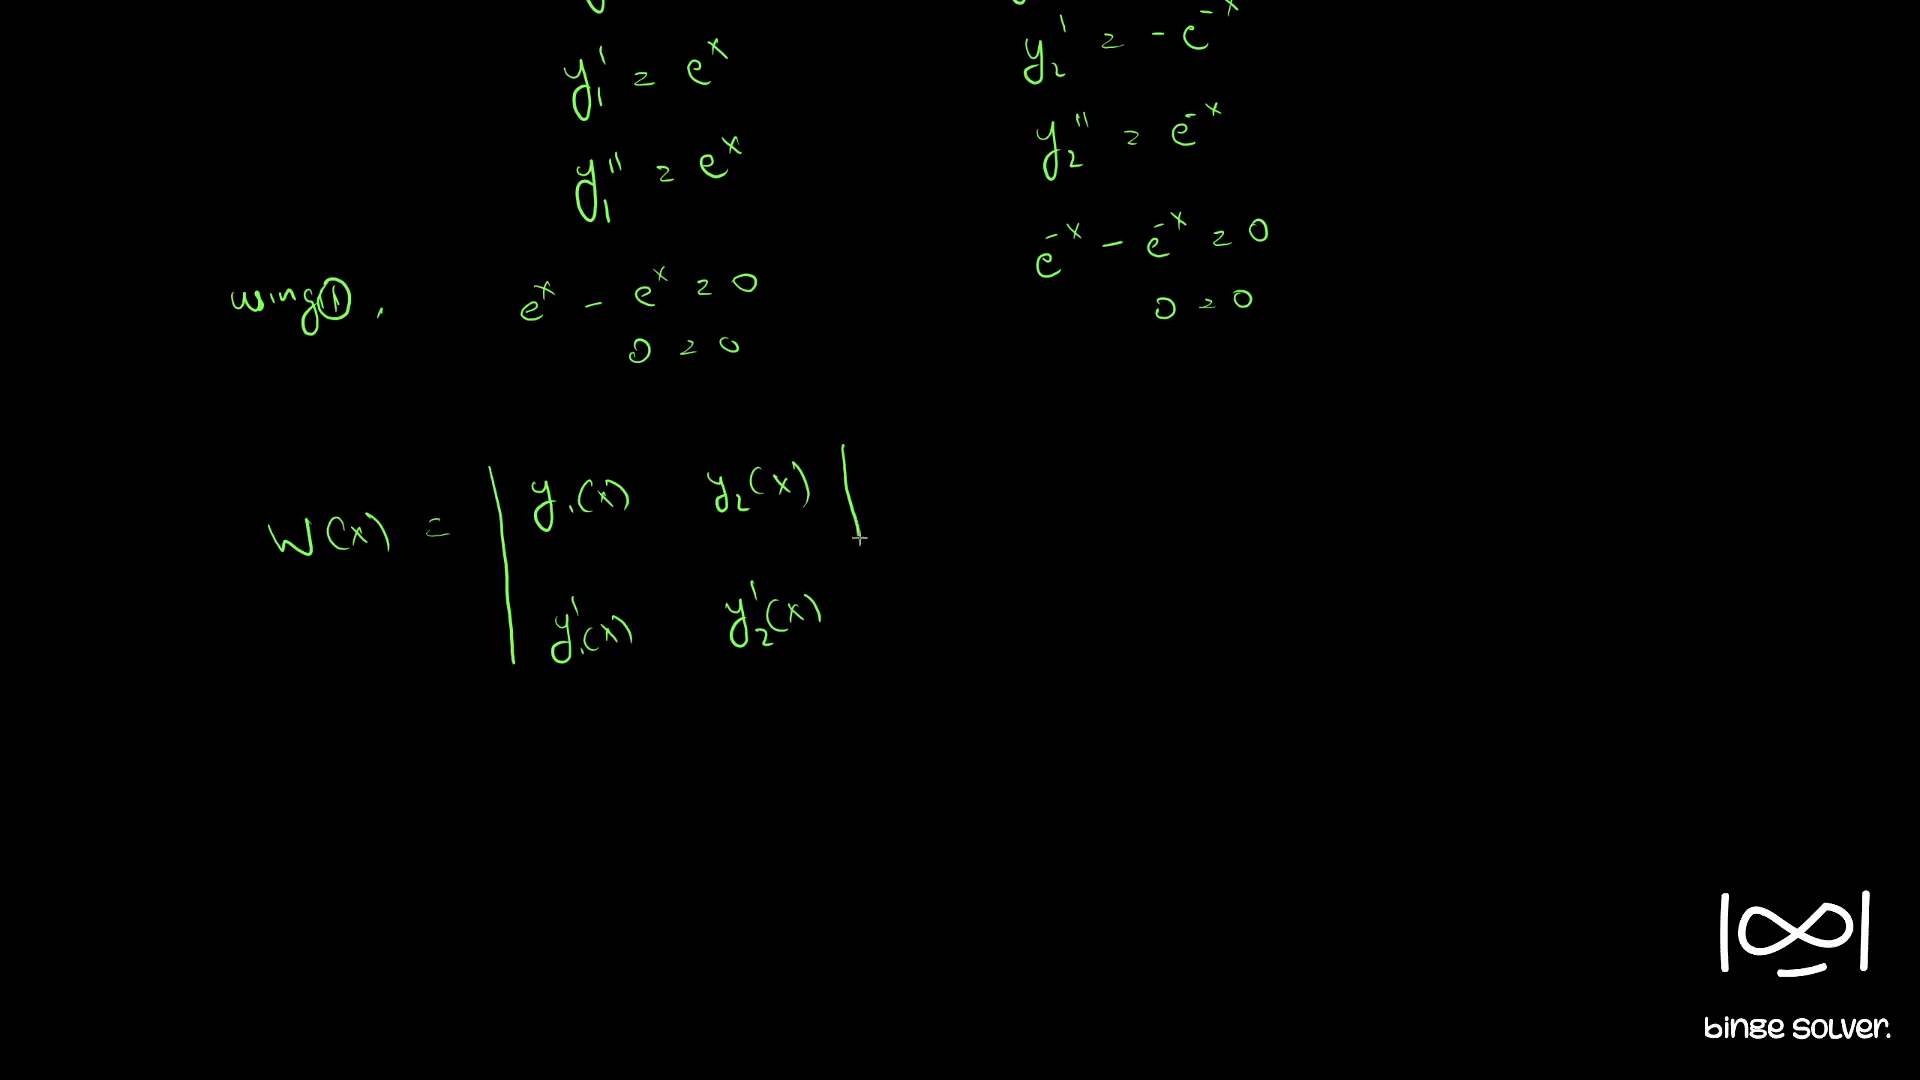 y₁' = eˣ
y₁'' = eˣ
using ①,
eˣ - eˣ = 0
0 = 0
y₂' = -e⁻ˣ
y₂'' = e⁻ˣ
e⁻ˣ - e⁻ˣ = 0
0 = 0
W(x) = | y₁(x) y₂(x) |
y₁'(x) y₂'(x)
binge solver.